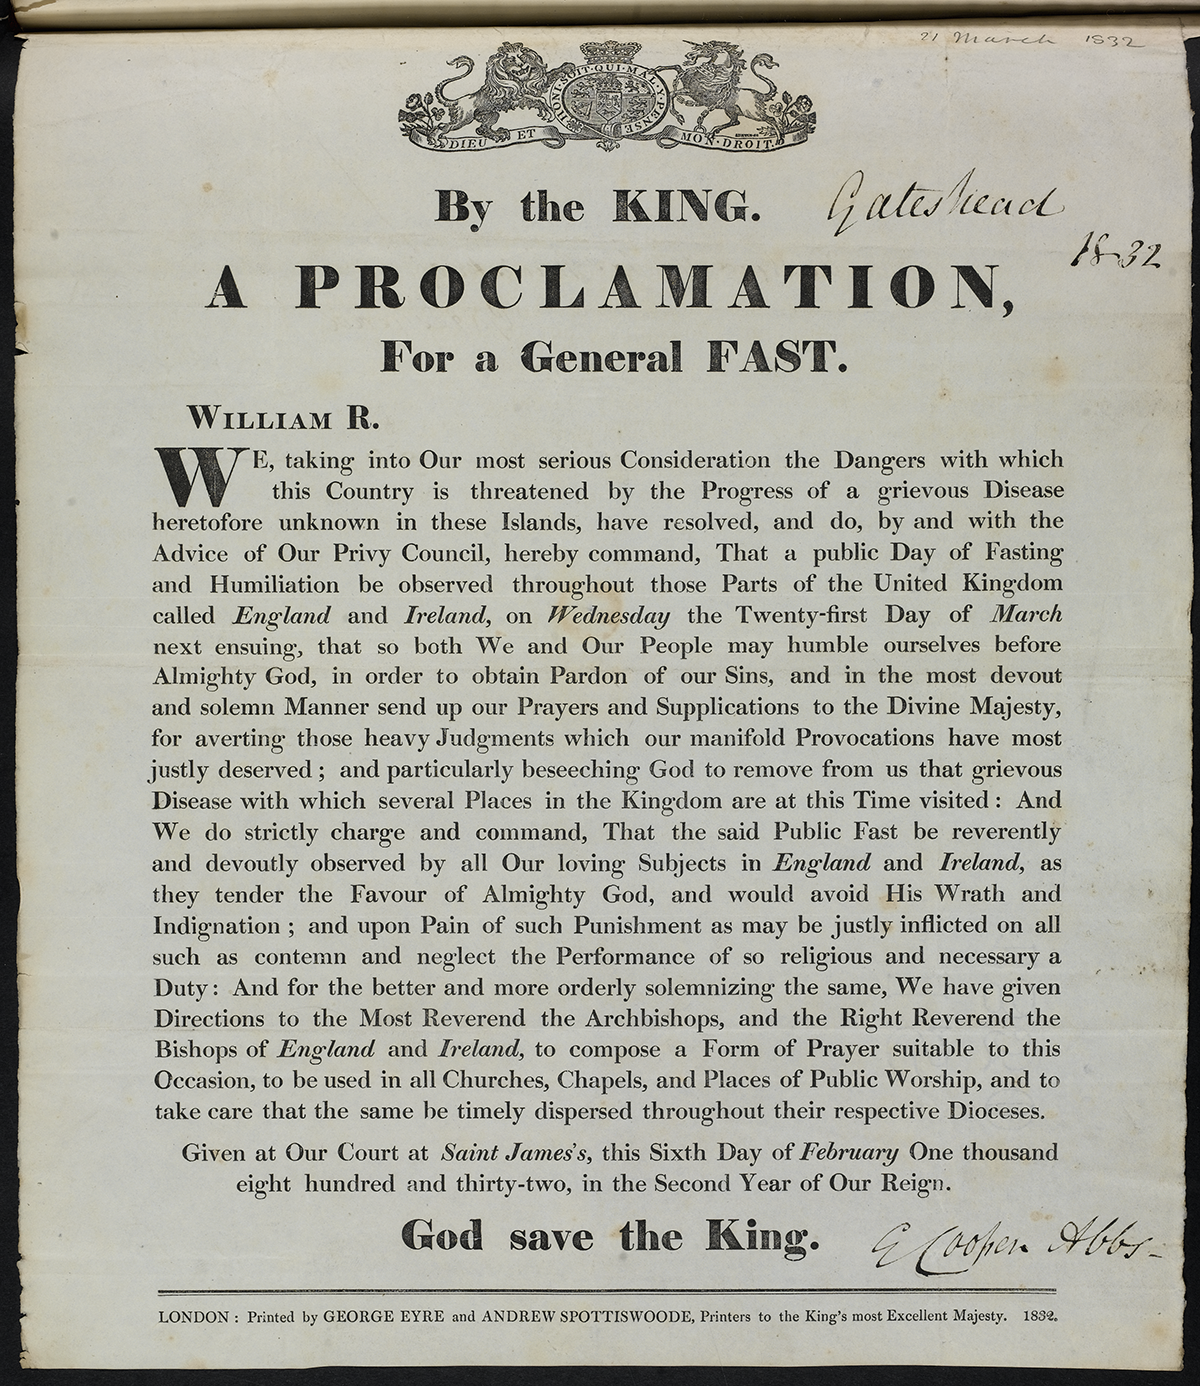 21 March 1832
HONI·SOIT·QUI·MAL·Y·PENSE
DIEU ET MON·DROIT.
By the KING.
Gateshead
1832
A PROCLAMATION,
For a General FAST.
WILLIAM R.
WE, taking into Our most serious Consideration the Dangers with which
this Country is threatened by the Progress of a grievous Disease
heretofore unknown in these Islands, have resolved, and do, by and with the
Advice of Our Privy Council, hereby command, That a public Day of Fasting
and Humiliation be observed throughout those Parts of the United Kingdom
called England and Ireland, on Wednesday the Twenty-first Day of March
next ensuing, that so both We and Our People may humble ourselves before
Almighty God, in order to obtain Pardon of our Sins, and in the most devout
and solemn Manner send up our Prayers and Supplications to the Divine Majesty,
for averting those heavy Judgments which our manifold Provocations have most
justly deserved; and particularly beseeching God to remove from us that grievous
Disease with which several Places in the Kingdom are at this Time visited: And
We do strictly charge and command, That the said Public Fast be reverently
and devoutly observed by all Our loving Subjects in England and Ireland, as
they tender the Favour of Almighty God, and would avoid His Wrath and
Indignation; and upon Pain of such Punishment as may be justly inflicted on all
such as contemn and neglect the Performance of so religious and necessary a
Duty: And for the better and more orderly solemnizing the same, We have given
Directions to the Most Reverend the Archbishops, and the Right Reverend the
Bishops of England and Ireland, to compose a Form of Prayer suitable to this
Occasion, to be used in all Churches, Chapels, and Places of Public Worship, and to
take care that the same be timely dispersed throughout their respective Dioceses.
Given at Our Court at Saint James's, this Sixth Day of February One thousand
eight hundred and thirty-two, in the Second Year of Our Reign.
God save the King.
G Cooper Abbs-
LONDON: Printed by GEORGE EYRE and ANDREW SPOTTISWOODE, Printers to the King's most Excellent Majesty. 1832.